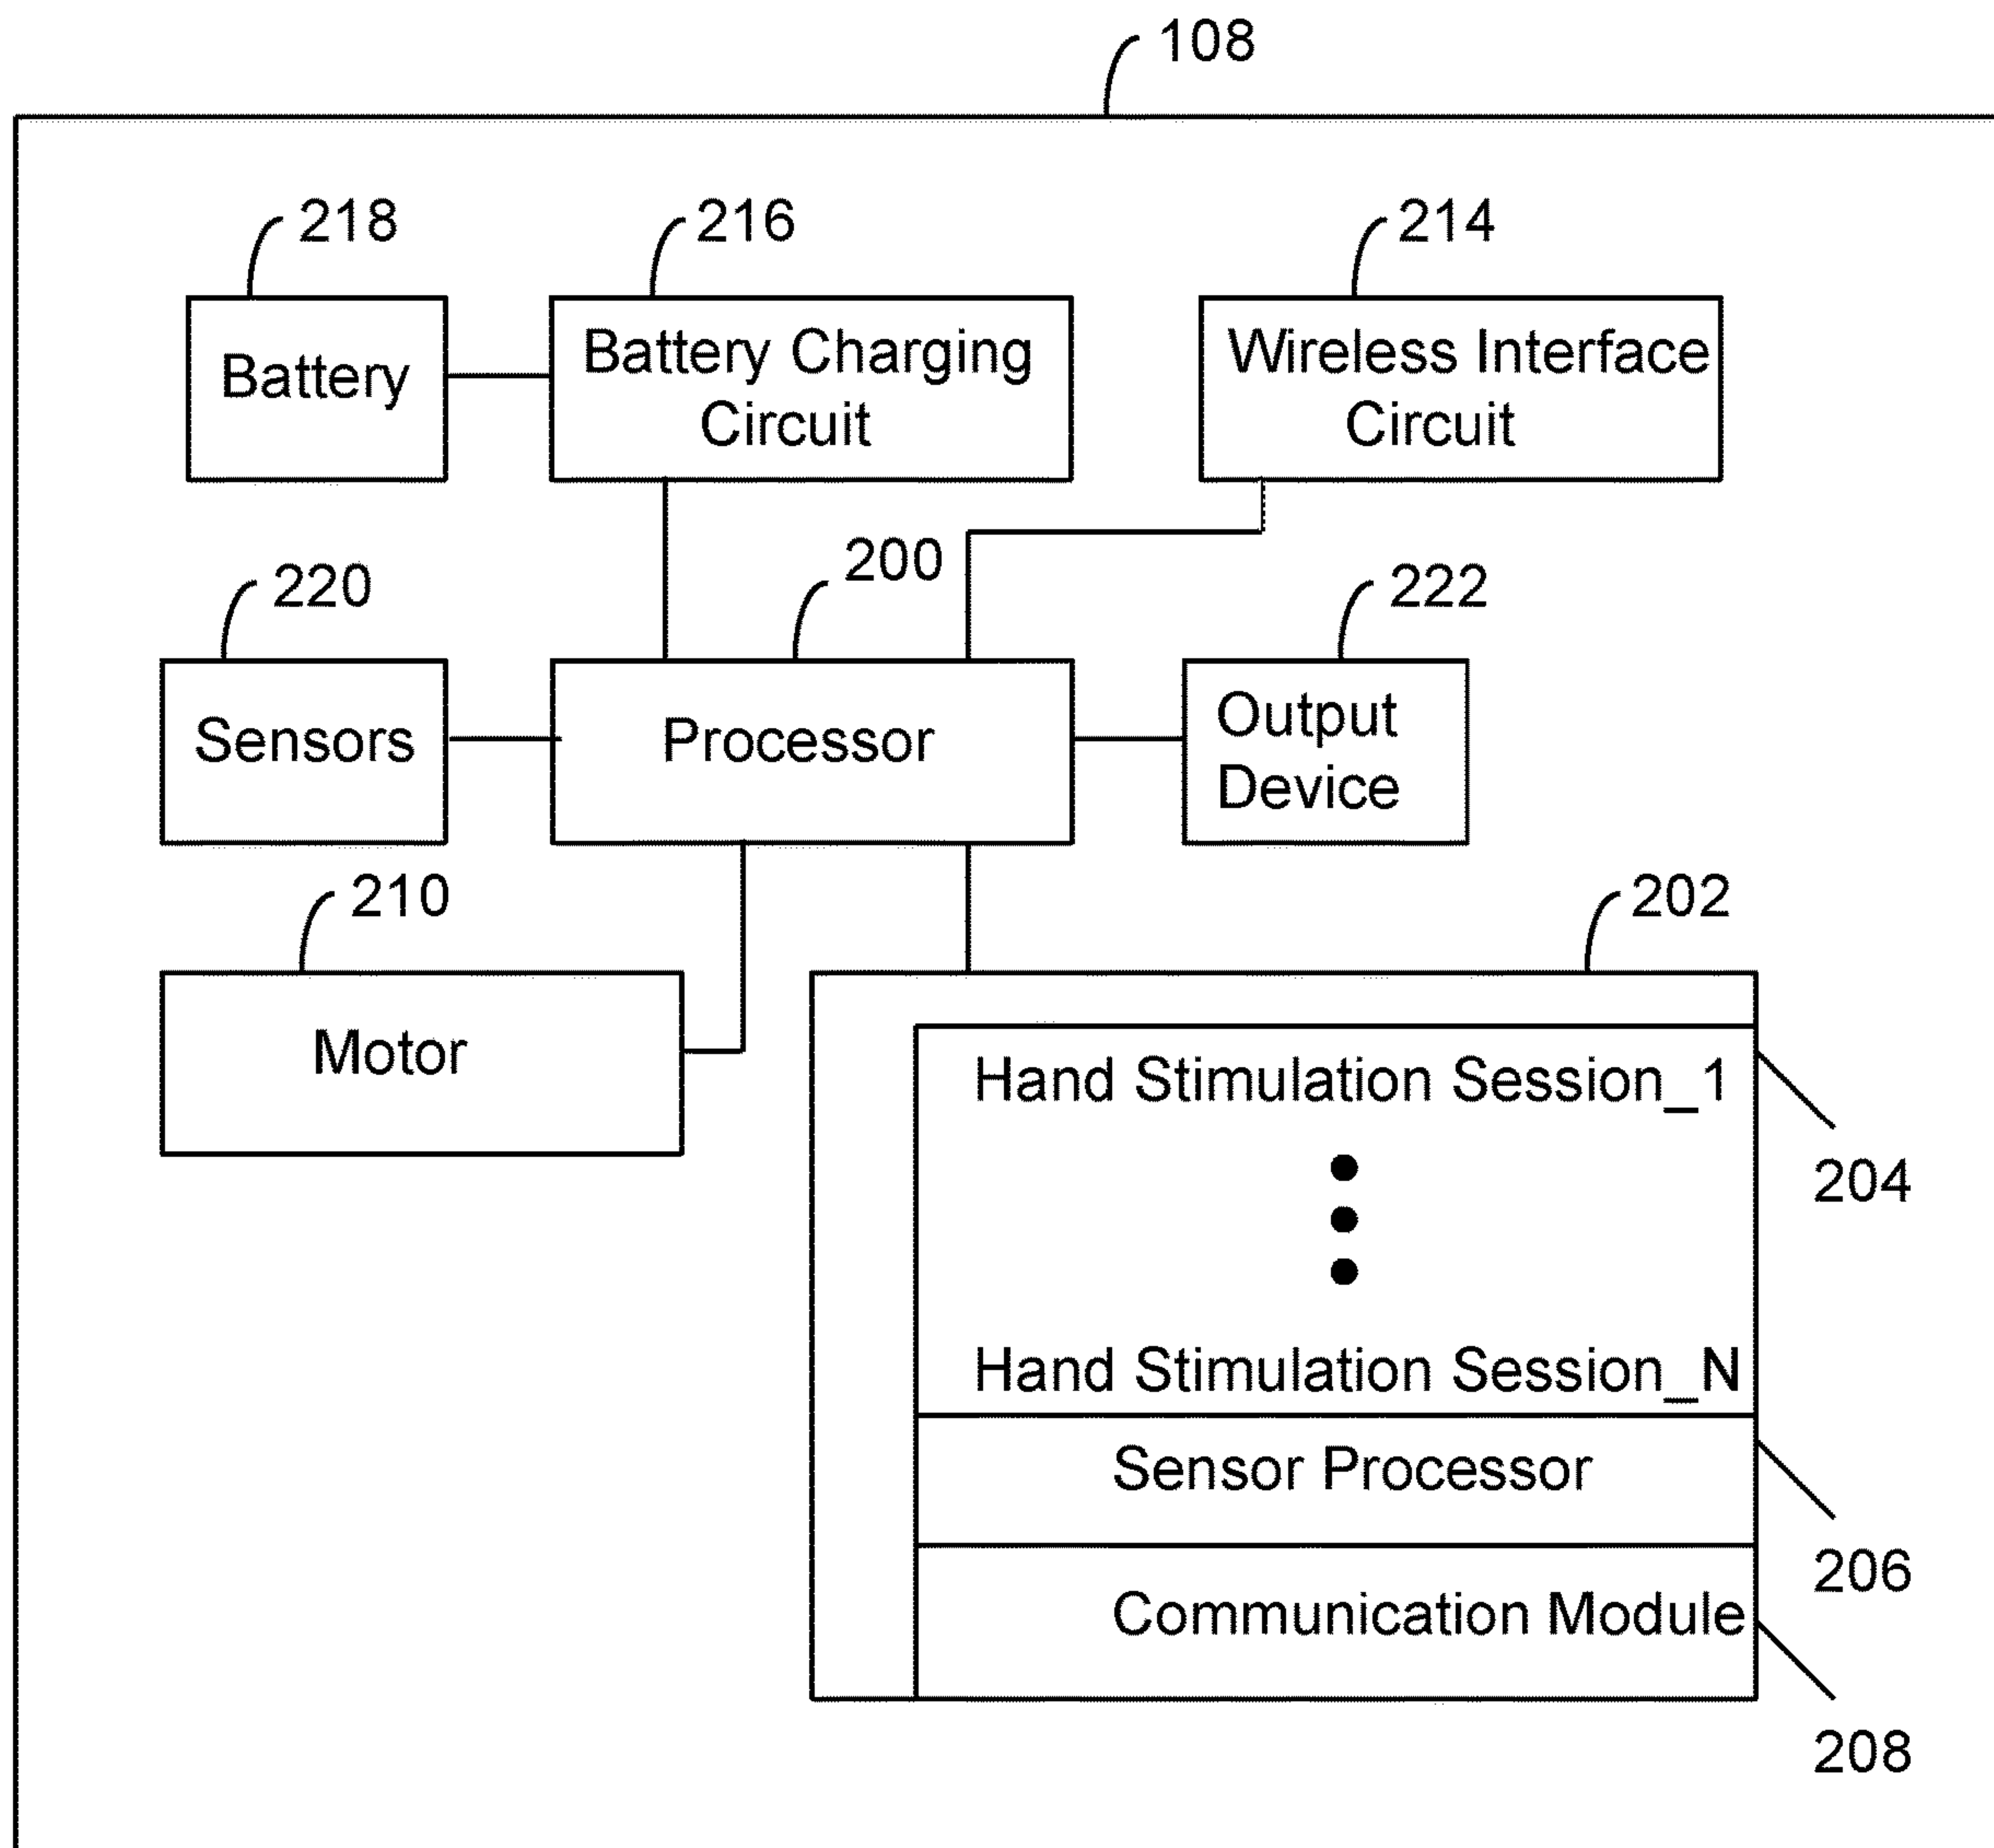 108
218
216
214
Battery
Battery Charging
Circuit
Wireless Interface
Circuit
220
200
222
Sensors
Processor
Output
Device
210
202
Motor
Hand Stimulation Session_1
204
Hand Stimulation Session_N
Sensor Processor
206
Communication Module
208